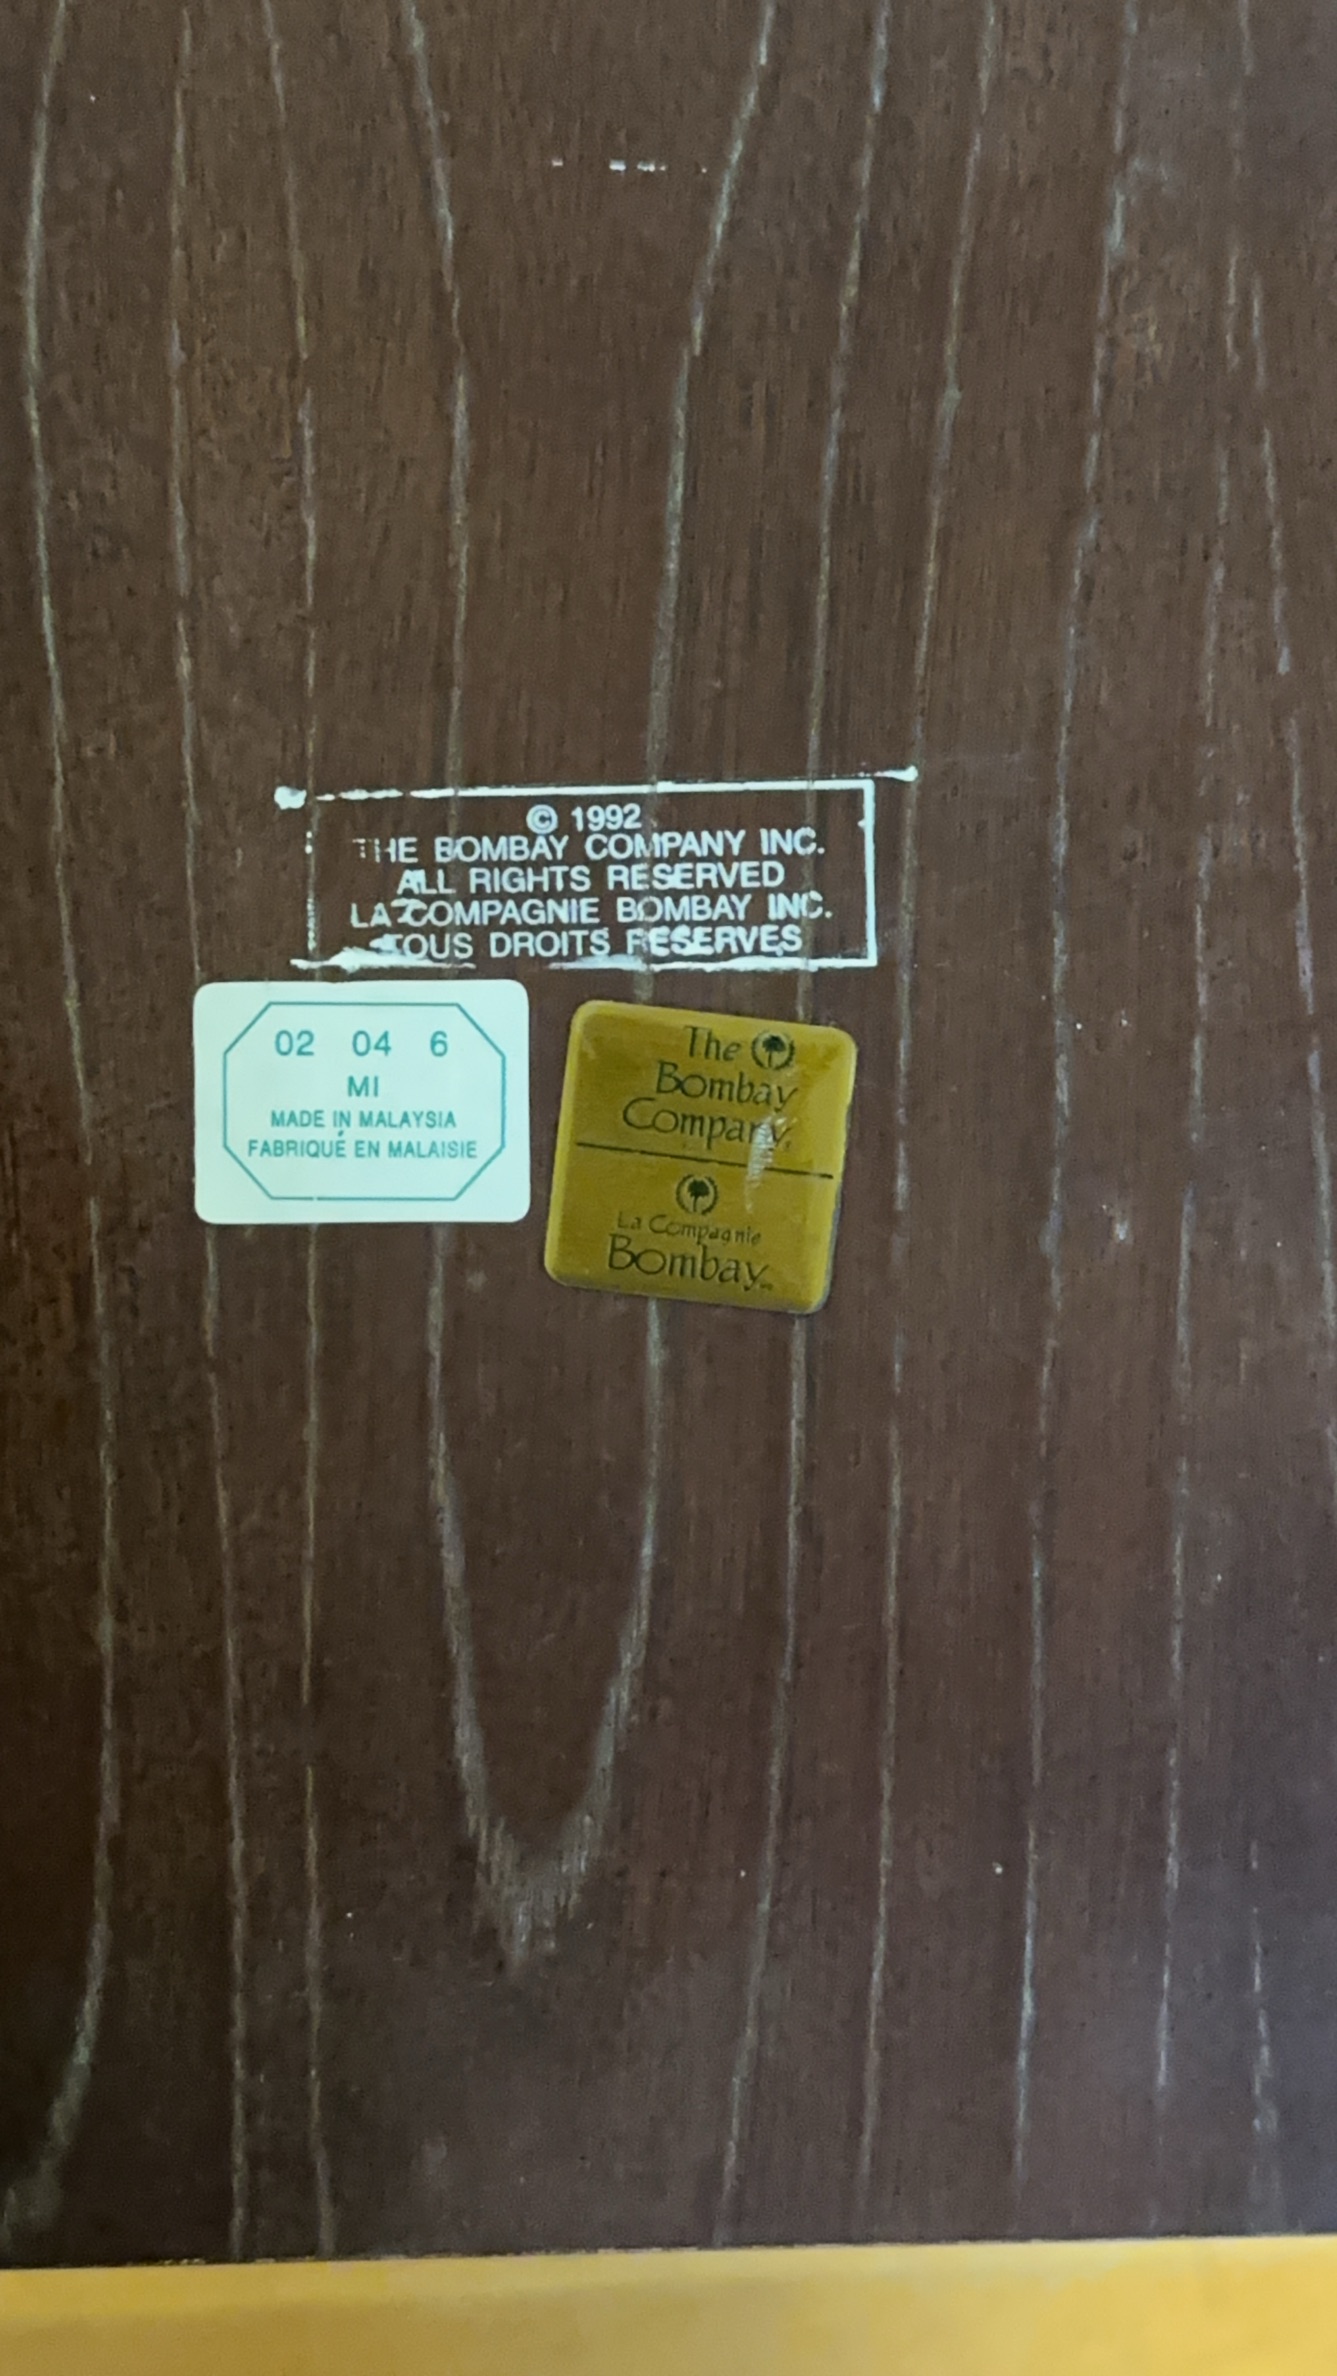 © 1992
THE BOMBAY COMPANY INC.
ALL RIGHTS RESERVED
LA COMPAGNIE BOMBAY INC.
TOUS DROITS RESERVES
02 04 6
MI
MADE IN MALAYSIA
FABRIQUÉ EN MALAISIE
The
Bombay
Company
La Compagnie
Bombay